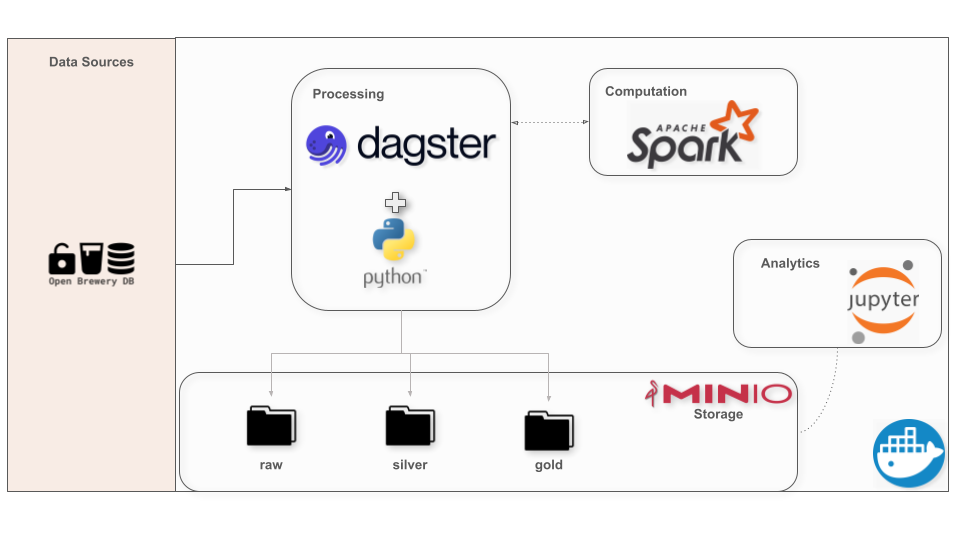 Data Sources
Open Brewery DB
Processing
dagster
python™
Computation
APACHE
Spark
Analytics
jupyter
MINIO
Storage
raw
silver
gold